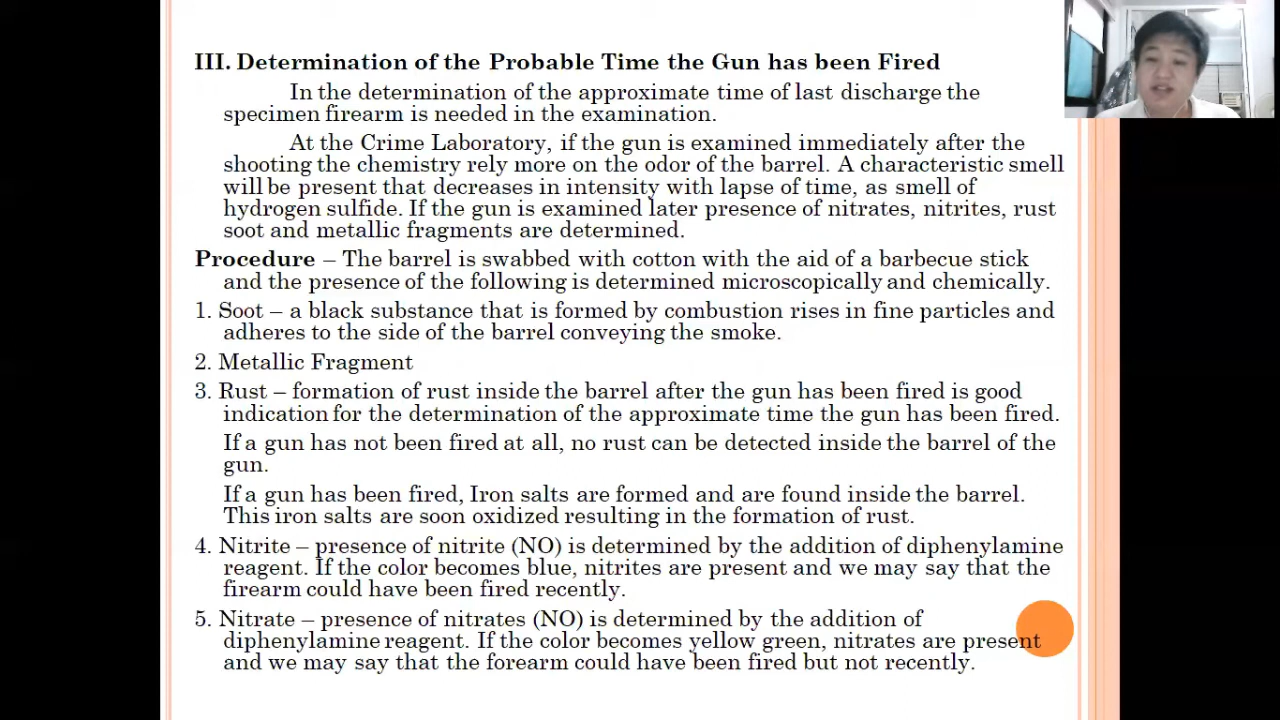 III. Determination of the Probable Time the Gun has been Fired
In the determination of the approximate time of last discharge the
specimen firearm is needed in the examination.
At the Crime Laboratory, if the gun is examined immediately after the
shooting the chemistry rely more on the odor of the barrel. A characteristic smell
will be present that decreases in intensity with lapse of time, as smell of
hydrogen sulfide. If the gun is examined later presence of nitrates, nitrites, rust
soot and metallic fragments are determined.
Procedure – The barrel is swabbed with cotton with the aid of a barbecue stick
and the presence of the following is determined microscopically and chemically.
1. Soot – a black substance that is formed by combustion rises in fine particles and
adheres to the side of the barrel conveying the smoke.
2. Metallic Fragment
3. Rust – formation of rust inside the barrel after the gun has been fired is good
indication for the determination of the approximate time the gun has been fired.
If a gun has not been fired at all, no rust can be detected inside the barrel of the
gun.
If a gun has been fired, Iron salts are formed and are found inside the barrel.
This iron salts are soon oxidized resulting in the formation of rust.
4. Nitrite – presence of nitrite (NO) is determined by the addition of diphenylamine
reagent. If the color becomes blue, nitrites are present and we may say that the
firearm could have been fired recently.
5. Nitrate – presence of nitrates (NO) is determined by the addition of
diphenylamine reagent. If the color becomes yellow green, nitrates are present
and we may say that the forearm could have been fired but not recently.